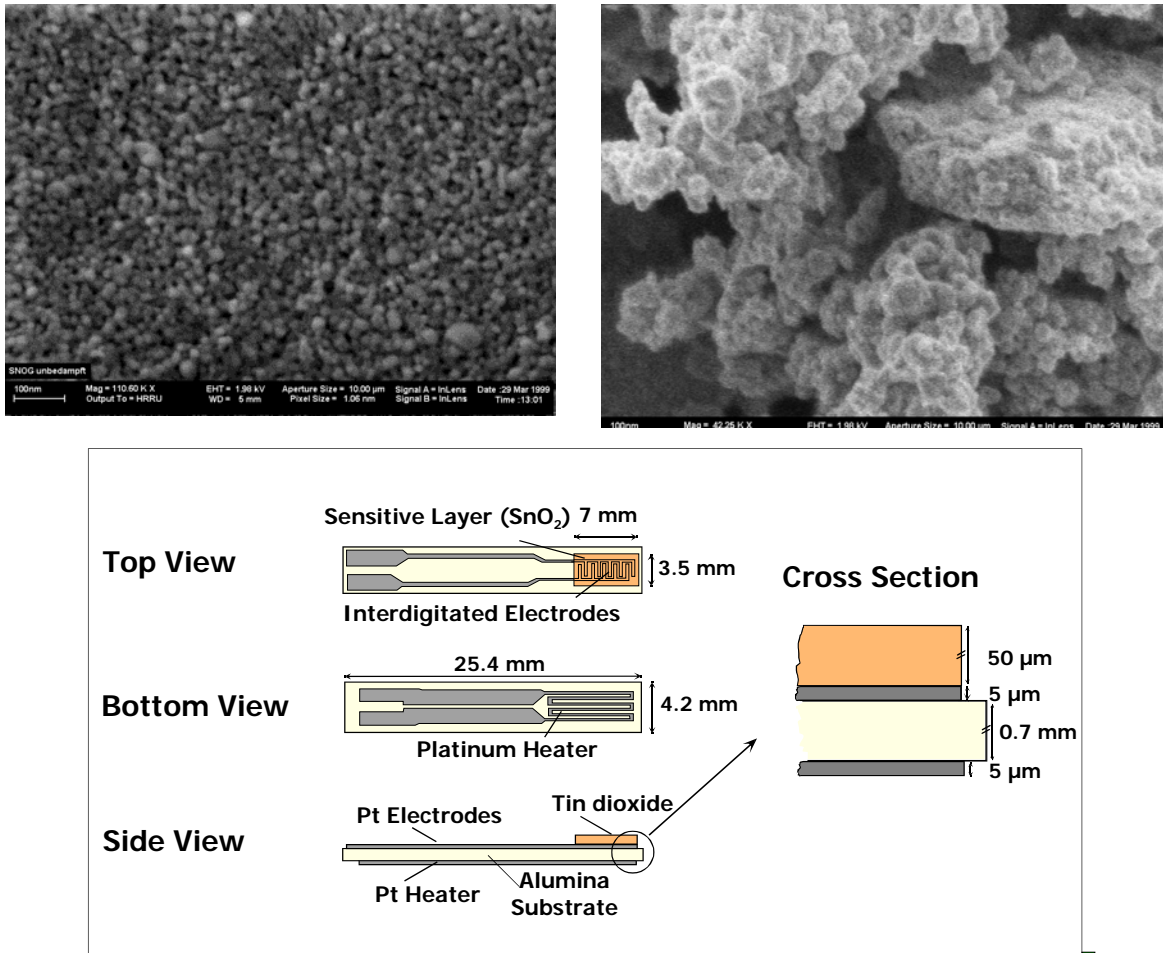 SNOG unbedampft
100nm
Mag = 110.60 K X
Output To = HRRU
EHT = 1.98 kV
WD = 5 mm
Aperture Size = 10.00 µm
Pixel Size = 1.06 nm
Signal A = InLens
Signal B = InLens
Date :29 Mar 1999
Time :13:01
100nm
Mag = 42.25 K X
EHT = 1.98 kV
Aperture Size = 10.00 µm
Signal A = InLens
Date :29 Mar 1999
Sensitive Layer (SnO₂)
7 mm
Top View
3.5 mm
Interdigitated Electrodes
25.4 mm
Bottom View
4.2 mm
Platinum Heater
Side View
Pt Electrodes
Tin dioxide
Pt Heater
Alumina
Substrate
Cross Section
50 µm
5 µm
0.7 mm
5 µm